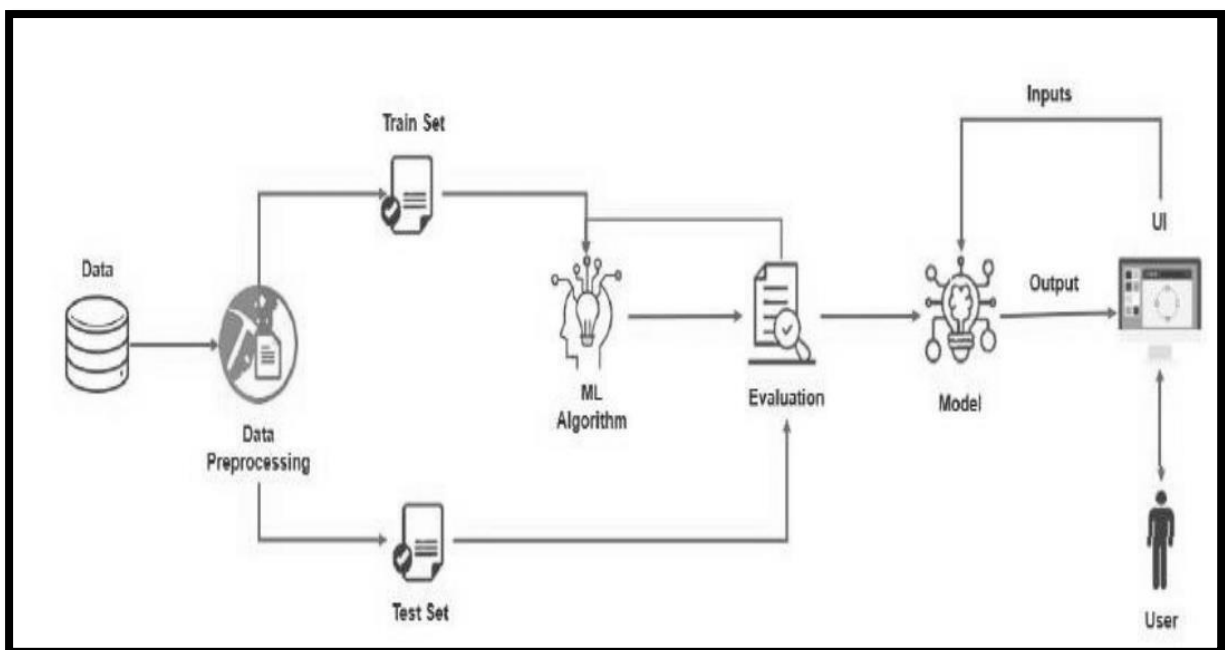 Inputs
Train Set
UI
Data
Output
ML
Algorithm
Evaluation
Model
Data
Preprocessing
Test Set
User